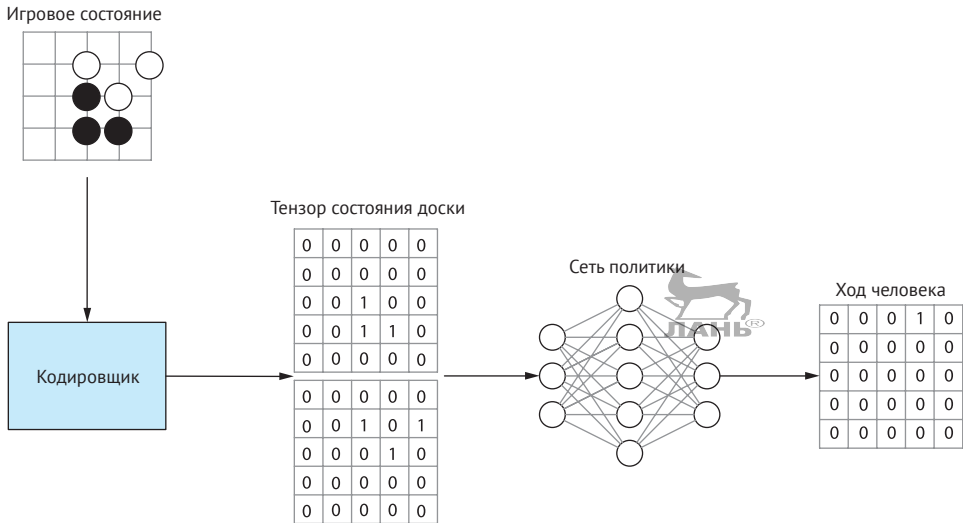 Игровое состояние
Тензор состояния доски
0 0 0 0 0
0 0 0 0 0
0 0 1 0 0
0 0 1 1 0
0 0 0 0 0
0 0 0 0 0
0 0 1 0 1
0 0 0 1 0
0 0 0 0 0
0 0 0 0 0
Кодировщик
Сеть политики
ЛАНЬ®
Ход человека
0 0 0 1 0
0 0 0 0 0
0 0 0 0 0
0 0 0 0 0
0 0 0 0 0